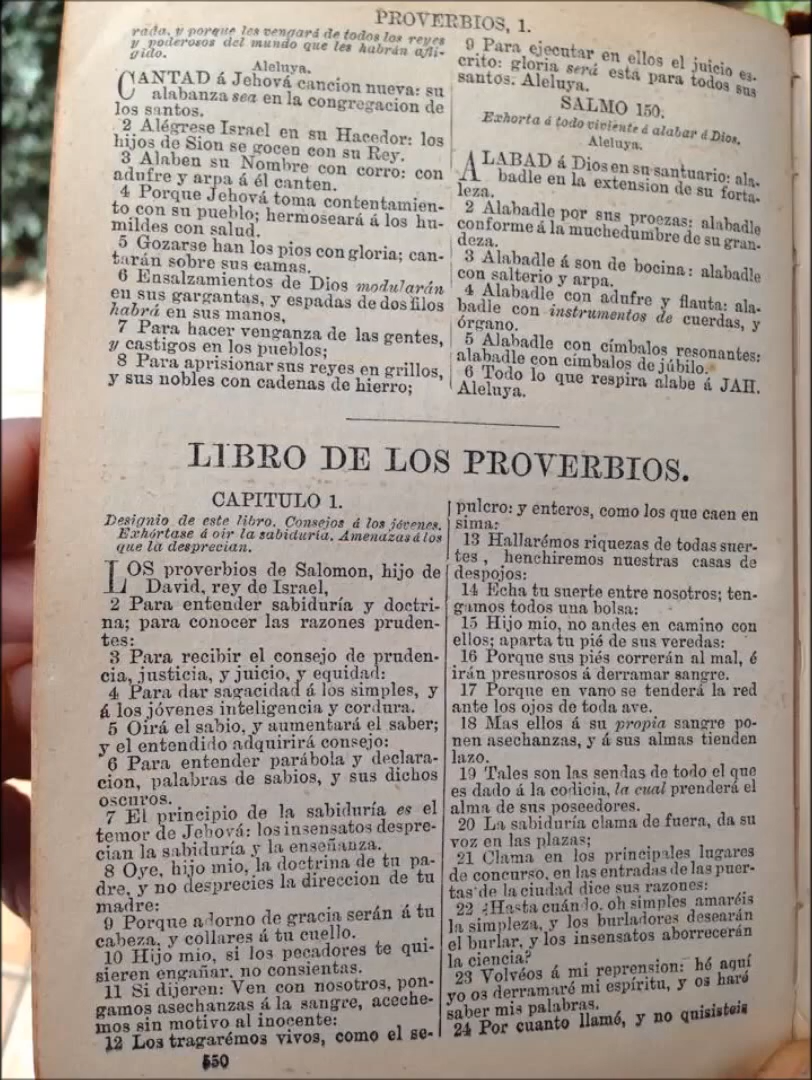 PROVERBIOS, 1.
rada, y porque les vengará de todos los reyes
y poderosos del mundo que les habrán afli-
gido.
Aleluya.
CANTAD á Jehová cancion nueva: su
alabanza sea en la congregacion de
los santos.
2 Alégrese Israel en su Hacedor: los
hijos de Sion se gocen con su Rey.
3 Alaben su Nombre con corro: con
adufre y arpa á él canten.
4 Porque Jehová toma contentamien-
to con su pueblo; hermoseará á los hu-
mildes con salud.
5 Gozarse han los pios con gloria; can-
tarán sobre sus camas.
6 Ensalzamientos de Dios modularán
en sus gargantas, y espadas de dos filos
habrá en sus manos,
7 Para hacer venganza de las gentes,
y castigos en los pueblos;
8 Para aprisionar sus reyes en grillos,
y sus nobles con cadenas de hierro;
9 Para ejecutar en ellos el juicio es-
crito: gloria será esta para todos sus
santos. Aleluya.
SALMO 150.
Exhorta á todo viviente á alabar á Dios.
Aleluya.
ALABAD á Dios en su santuario: ala-
badle en la extension de su forta-
leza.
2 Alabadle por sus proezas: alabadle
conforme á la muchedumbre de su gran-
deza.
3 Alabadle á son de bocina: alabadle
con salterio y arpa.
4 Alabadle con adufre y flauta: ala-
badle con instrumentos de cuerdas, y
órgano.
5 Alabadle con címbalos resonantes:
alabadle con címbalos de júbilo.
6 Todo lo que respira alabe á JAH.
Aleluya.
LIBRO DE LOS PROVERBIOS.
CAPITULO 1.
Designio de este libro. Consejos á los jóvenes.
Exhórtase á oir la sabiduría. Amenazas á los
que la desprecian.
LOS proverbios de Salomon, hijo de
David, rey de Israel,
2 Para entender sabiduría y doctri-
na; para conocer las razones pruden-
tes:
3 Para recibir el consejo de pruden-
cia, justicia, y juicio, y equidad:
4 Para dar sagacidad á los simples, y
á los jóvenes inteligencia y cordura.
5 Oirá el sabio, y aumentará el saber;
y el entendido adquirirá consejo:
6 Para entender parábola y declara-
cion, palabras de sabios, y sus dichos
oscuros.
7 El principio de la sabiduría es el
temor de Jehová: los insensatos despre-
cian la sabiduría y la enseñanza.
8 Oye, hijo mio, la doctrina de tu pa-
dre, y no desprecies la direccion de tu
madre:
9 Porque adorno de gracia serán á tu
cabeza, y collares á tu cuello.
10 Hijo mio, si los pecadores te qui-
sieren engañar, no consientas.
11 Si dijeren: Ven con nosotros, pon-
gamos asechanzas á la sangre, aceche-
mos sin motivo al inocente:
12 Los tragarémos vivos, como el se-
550
pulcro: y enteros, como los que caen en
sima:
13 Hallarémos riquezas de todas suer-
tes , henchiremos nuestras casas de
despojos:
14 Echa tu suerte entre nosotros; ten-
gamos todos una bolsa:
15 Hijo mio, no andes en camino con
ellos; aparta tu pié de sus veredas:
16 Porque sus piés correrán al mal, é
irán presurosos á derramar sangre.
17 Porque en vano se tenderá la red
ante los ojos de toda ave.
18 Mas ellos á su propia sangre po-
nen asechanzas, y á sus almas tienden
lazo.
19 Tales son las sendas de todo el que
es dado á la codicia, la cual prenderá el
alma de sus poseedores.
20 La sabiduría clama de fuera, da su
voz en las plazas;
21 Clama en los principales lugares
de concurso, en las entradas de las puer-
tas de la ciudad dice sus razones:
22 ¿Hasta cuándo, oh simples amaréis
la simpleza, y los burladores desearán
el burlar, y los insensatos aborrecerán
la ciencia?
23 Volvéos á mi reprension: hé aquí
yo os derramaré mi espíritu, y os haré
saber mis palabras.
24 Por cuanto llamé, y no quisisteis